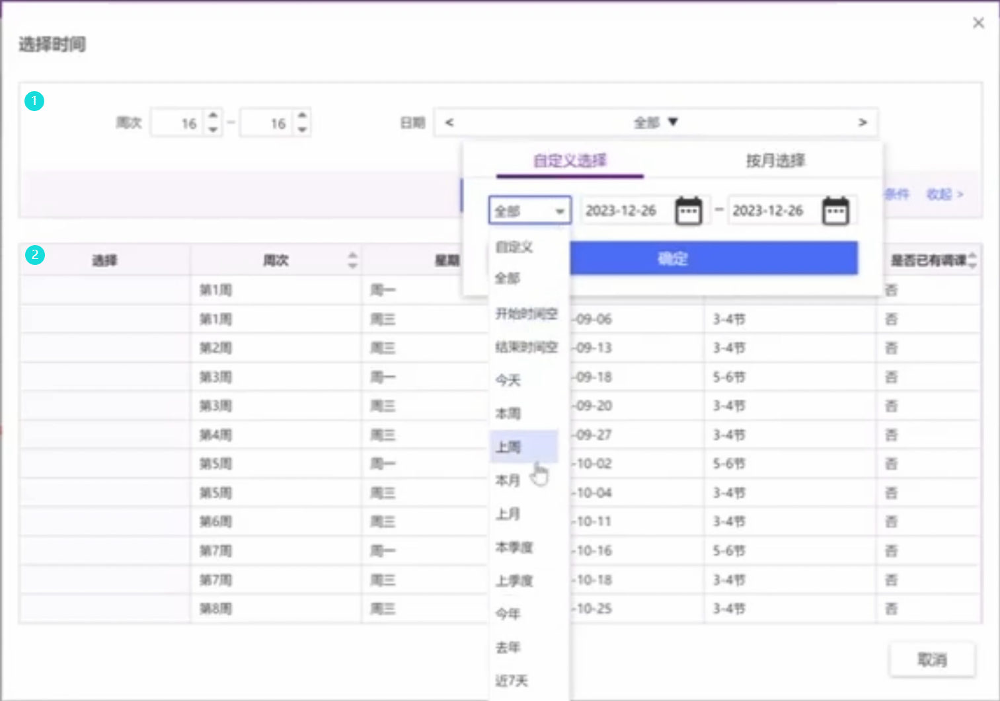 选择时间
1
周次 16 - 16 日期 < 全部 ▼ >
自定义选择 按月选择
条件 收起 >
全部 2023-12-26 - 2023-12-26
确定
自定义
全部
开始时间空
结束时间空
今天
本周
上周
本月
上月
本季度
上季度
今年
去年
近7天
2
选择 周次 星期 是否已有调课
第1周 周一 否
第1周 周三 -09-06 3-4节 否
第2周 周三 -09-13 3-4节 否
第3周 周一 -09-18 5-6节 否
第3周 周三 -09-20 3-4节 否
第4周 周三 -09-27 3-4节 否
第5周 周一 -10-02 5-6节 否
第5周 周三 -10-04 3-4节 否
第6周 周三 -10-11 3-4节 否
第7周 周一 -10-16 5-6节 否
第7周 周三 -10-18 3-4节 否
第8周 周三 -10-25 3-4节 否
取消